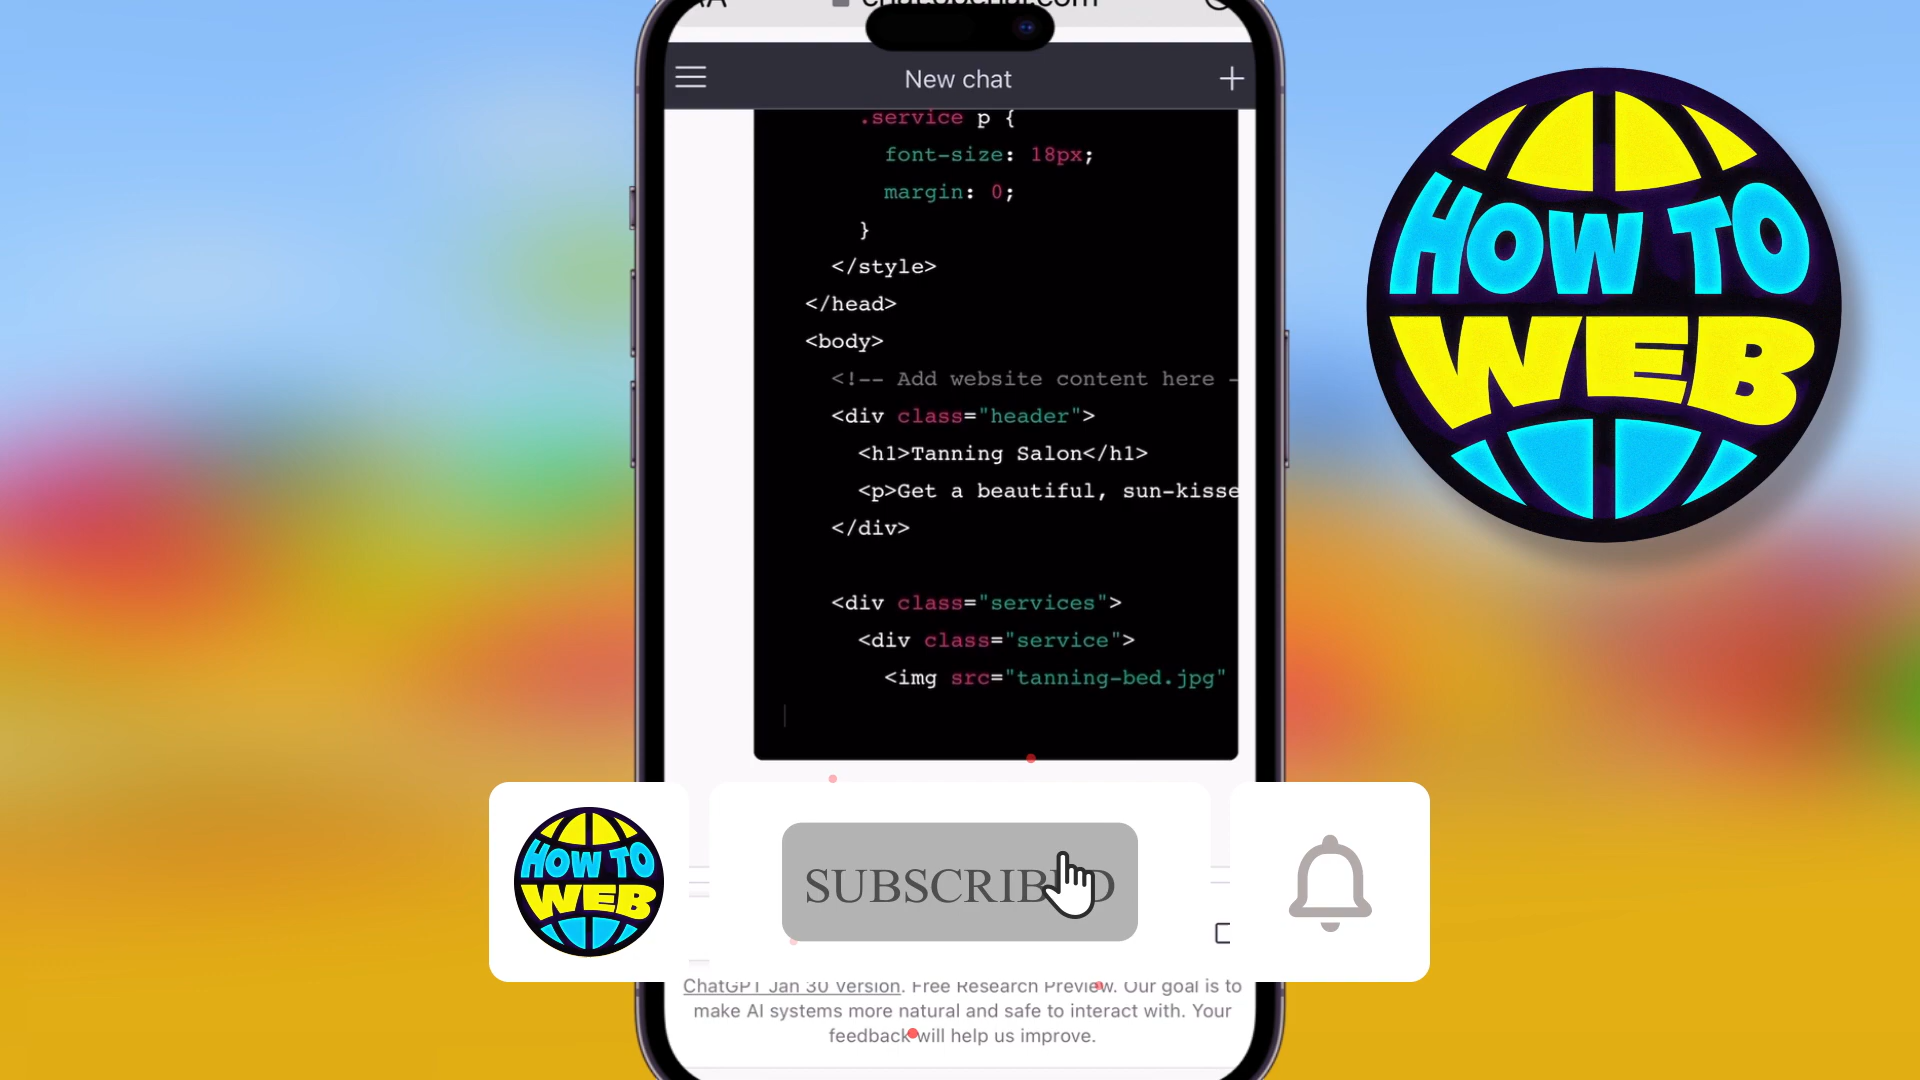 New chat
.service p {
font-size: 18px;
margin: 0;
}
</style>
</head>
<body>
<!-- Add website content here -
<div class="header">
<h1>Tanning Salon</h1>
<p>Get a beautiful, sun-kisse
</div>
<div class="services">
<div class="service">
<img src="tanning-bed.jpg"
HOW TO
WEB
HOW TO
WEB
SUBSCRIBED
ChatGPT Jan 30 Version. Free Research Preview. Our goal is to
make AI systems more natural and safe to interact with. Your
feedback will help us improve.